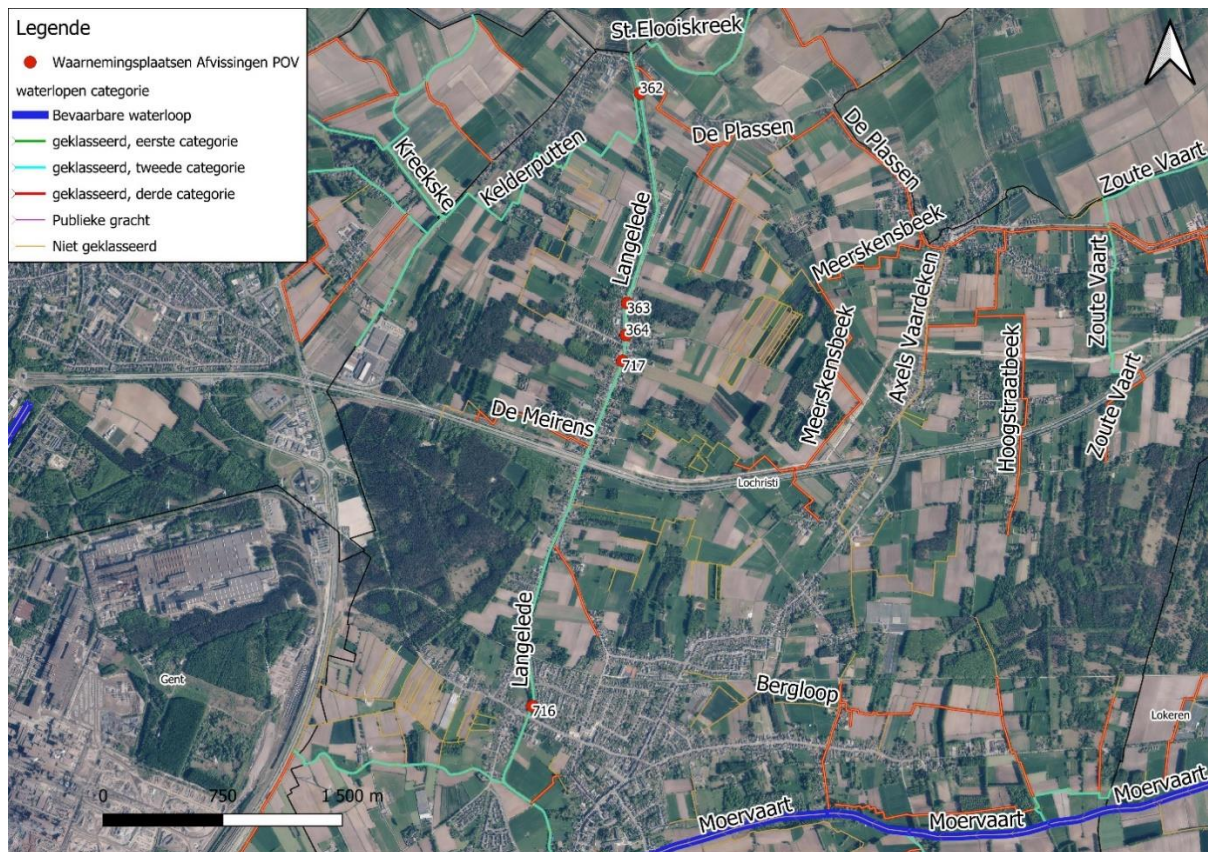 Legende
Waarnemingsplaatsen Afvissingen POV
waterlopen categorie
Bevaarbare waterloop
geklasseerd, eerste categorie
geklasseerd, tweede categorie
geklasseerd, derde categorie
Publieke gracht
Niet geklasseerd
St.Elooiskreek
362
De Plassen
De Plassen
Kreekske
Kelderputten
Zoute Vaart
Langelede
Meerskensbeek
Axels Vaardeken
Zoute Vaart
363
364
717
Meerskensbeek
Hoogstraatbeek
Zoute Vaart
De Meirens
Lochristi
Langelede
Gent
716
Bergloop
Lokeren
0 750 1 500 m
Moervaart
Moervaart
Moervaart